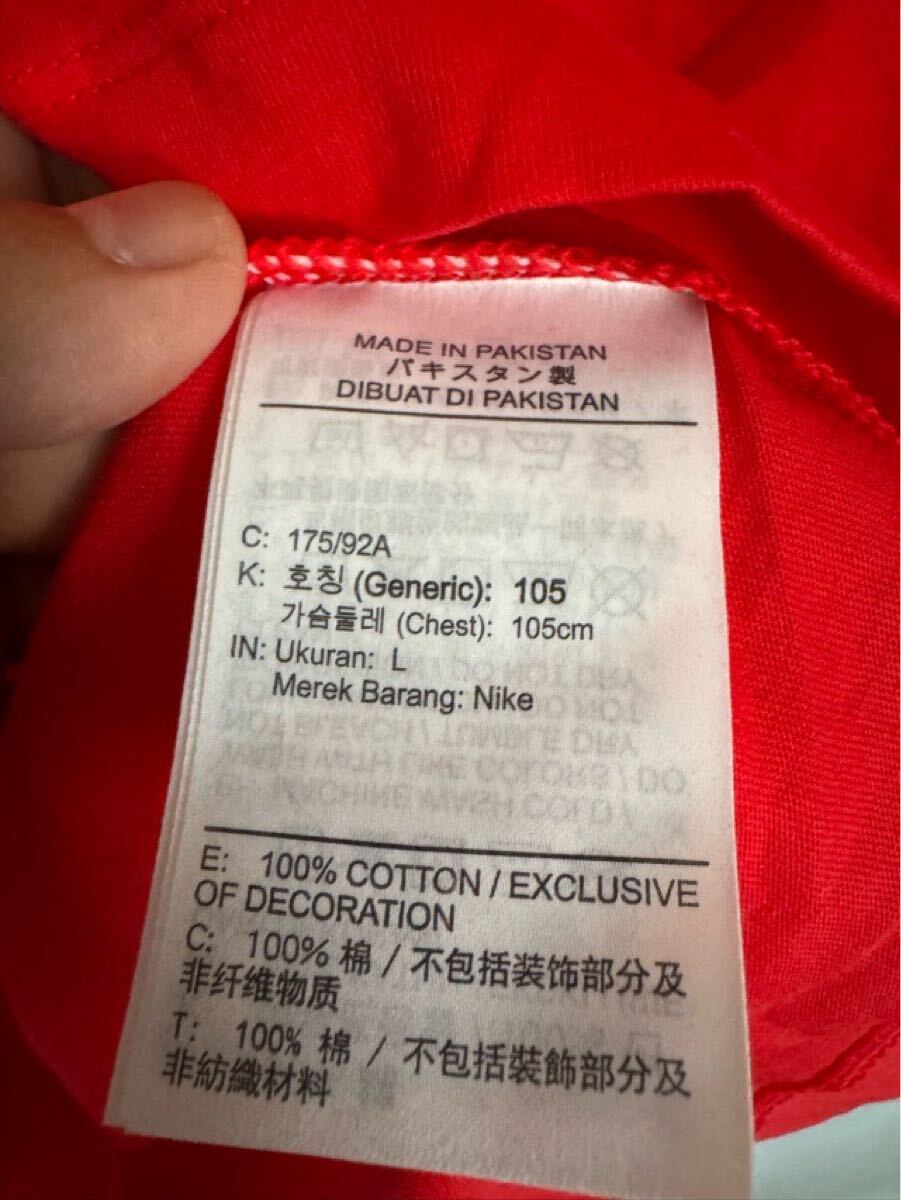 MADE IN PAKISTAN
パキスタン製
DIBUAT DI PAKISTAN
C: 175/92A
K: 호칭 (Generic): 105
가슴둘레 (Chest): 105cm
IN: Ukuran: L
Merek Barang: Nike
E: 100% COTTON / EXCLUSIVE
OF DECORATION
C: 100% 棉 / 不包括装饰部分及
非纤维物质
T: 100% 棉 / 不包括裝飾部分及
非紡織材料